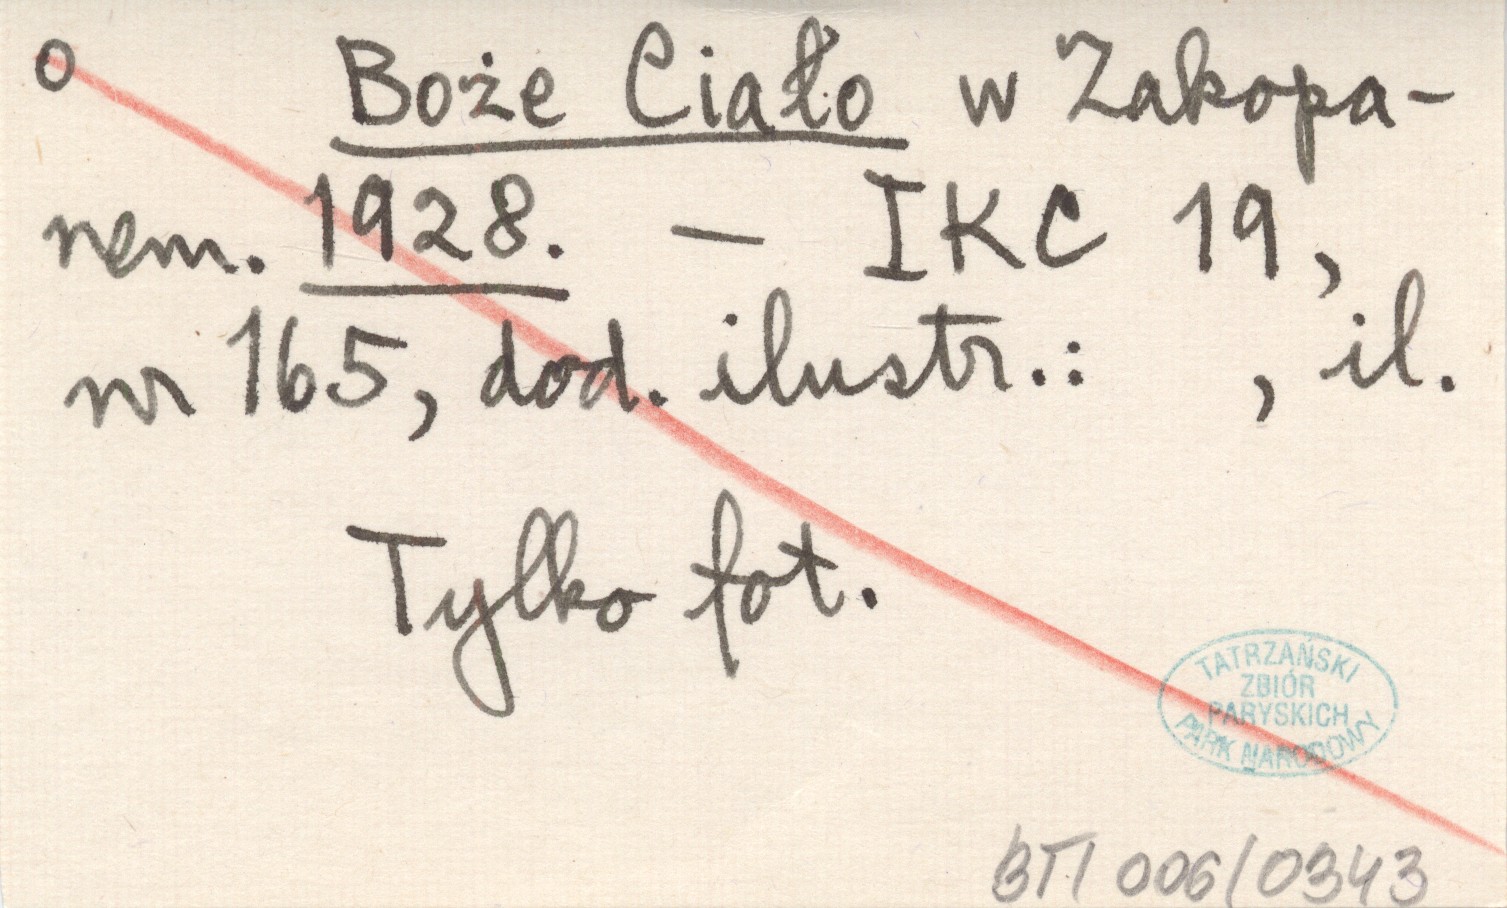 o Boże Ciało w Zakopa-
nem. 1928. — IKC 19,
nr 165, dod. ilustr.: , il.
Tylko fot.
TATRZAŃSKI
ZBIÓR
PARYSKICH
PARK NARODOWY
BTI 006/0343